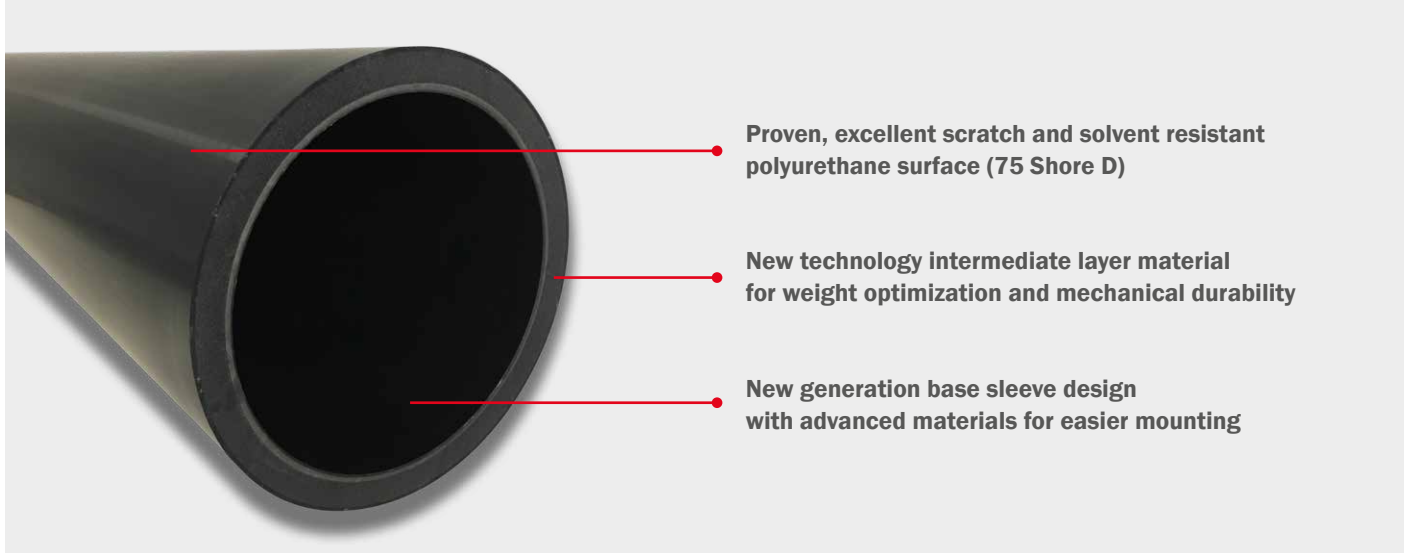 Proven, excellent scratch and solvent resistant
polyurethane surface (75 Shore D)
New technology intermediate layer material
for weight optimization and mechanical durability
New generation base sleeve design
with advanced materials for easier mounting